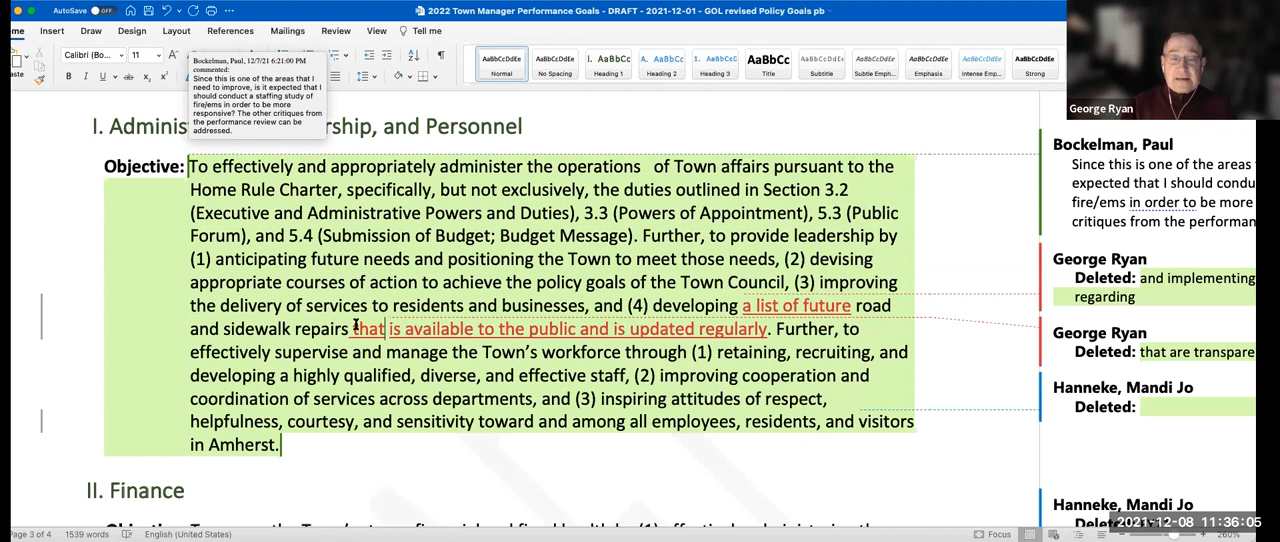 AutoSave OFF
2022 Town Manager Performance Goals - DRAFT - 2021-12-01 - GOL revised Policy Goals pb
Insert Draw Design Layout References Mailings Review View Tell me
Calibri (Bo... 11
AaBbCcDdEe AaBbCcDdEe
Normal No Spacing Heading 1 Heading 2 Heading 3 Title Subtitle Subtle Emph... Emphasis Intense Emp... Strong
George Ryan
Bockelman, Paul, 12/7/21 6:21:00 PM
commented:
Since this is one of the areas that I
need to improve, is it expected that I
should conduct a staffing study of
fire/ems in order to be more
responsive? The other critiques from
the performance review can be
addressed.
I. Adminis rship, and Personnel
Objective: To effectively and appropriately administer the operations of Town affairs pursuant to the
Home Rule Charter, specifically, but not exclusively, the duties outlined in Section 3.2
(Executive and Administrative Powers and Duties), 3.3 (Powers of Appointment), 5.3 (Public
Forum), and 5.4 (Submission of Budget; Budget Message). Further, to provide leadership by
(1) anticipating future needs and positioning the Town to meet those needs, (2) devising
appropriate courses of action to achieve the policy goals of the Town Council, (3) improving
the delivery of services to residents and businesses, and (4) developing a list of future road
and sidewalk repairs that is available to the public and is updated regularly. Further, to
effectively supervise and manage the Town's workforce through (1) retaining, recruiting, and
developing a highly qualified, diverse, and effective staff, (2) improving cooperation and
coordination of services across departments, and (3) inspiring attitudes of respect,
helpfulness, courtesy, and sensitivity toward and among all employees, residents, and visitors
in Amherst.
II. Finance
Bockelman, Paul
Since this is one of the areas
expected that I should condu
fire/ems in order to be more
critiques from the performan
George Ryan
Deleted: and implementing
regarding
George Ryan
Deleted: that are transpare
Hanneke, Mandi Jo
Deleted:
Hanneke, Mandi Jo
2021-12-08 11:36:05
Page 3 of 4 1539 words English (United States) Focus 260%